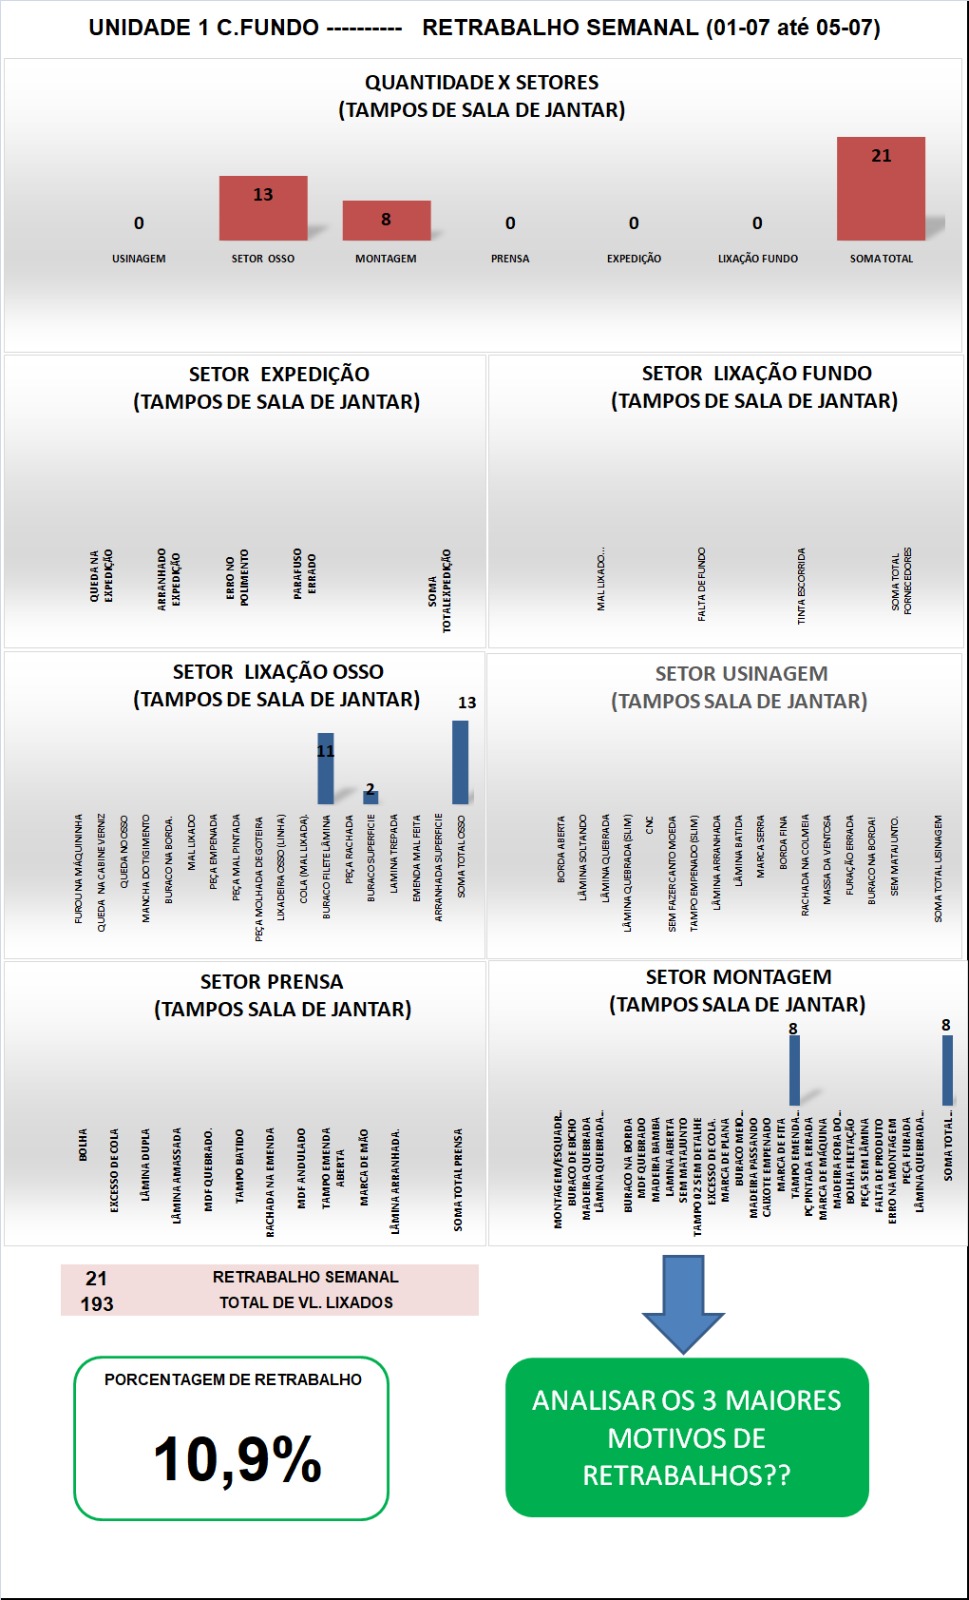 UNIDADE 1 C.FUNDO ---------- RETRABALHO SEMANAL (01-07 até 05-07)
QUANTIDADE X SETORES
(TAMPOS DE SALA DE JANTAR)
0
13
8
0
0
0
21
USINAGEM
SETOR OSSO
MONTAGEM
PRENSA
EXPEDIÇÃO
LIXAÇÃO FUNDO
SOMA TOTAL
SETOR EXPEDIÇÃO
(TAMPOS DE SALA DE JANTAR)
QUEDA NA
EXPEDIÇÃO
ARRANHADO
EXPEDIÇÃO
ERRO NO
POLIMENTO
PARAFUSO
ERRADO
SOMA
TOTALEXPEDIÇÃO
SETOR LIXAÇÃO FUNDO
(TAMPOS DE SALA DE JANTAR)
MAL LIXADO...
FALTA DE FUNDO
TINTA ESCORRIDA
SOMA TOTAL
FORNECEDORES
SETOR LIXAÇÃO OSSO
(TAMPOS DE SALA DE JANTAR)
11
2
13
FUROU NA MÁQUININHA
QUEDA NA CABINE VERNIZ
QUEDA NO OSSO
MANCHA DO TIGIMENTO
BURACO NA BORDA.
MAL LIXADO
PEÇA EMPENADA
PEÇA MAL PINTADA
PEÇA MOLHADA DE GOTEIRA
LIXADEIRA OSSO (LINHA)
COLA (MAL LIXADA).
BURACO FILETE LÂMINA
PEÇA RACHADA
BURACO SUPERFICIE
LAMINA TREPADA
EMENDA MAL FEITA
ARRANHADA SUPERFICIE
SOMA TOTAL OSSO
SETOR USINAGEM
(TAMPOS SALA DE JANTAR)
BORDA ABERTA
LÂMINA SOLTANDO
LÂMINA QUEBRADA
LÂMINA QUEBRADA (SLIM)
CNC
SEM FAZER CANTO MOEDA
TAMPO EMPENADO (SLIM)
LÂMINA ARRANHADA
LÂMINA BATIDA
MARCA SERRA
BORDA FINA
RACHADA NA COLMEIA
MASSA DA VENTOSA
FURAÇÃO ERRADA
BURACO NA BORDA!
SEM MATAJUNTO.
SOMA TOTAL USINAGEM
SETOR PRENSA
(TAMPOS SALA DE JANTAR)
BOLHA
EXCESSO DE COLA
LÂMINA DUPLA
LÂMINA AMASSADA
MDF QUEBRADO.
TAMPO BATIDO
RACHADA NA EMENDA
MDF ANDULADO
TAMPO EMENDA
ABERTA
MARCA DE MÃO
LÂMINA ARRANHADA.
SOMA TOTAL PRENSA
SETOR MONTAGEM
(TAMPOS SALA DE JANTAR)
8
8
MONTAGEM/ESQUADR...
BURACO DE BICHO
MADEIRA QUEBRADA
LÂMINA QUEBRADA...
BURACO NA BORDA
MDF QUEBRADO
MADEIRA BAMBA
LAMINA ABERTA
SEM MATAJUNTO
TAMPO 02 SEM DETALHE
EXCESSO DE COLA.
MARCA DE PLANA
BURACO MEIO ...
MADEIRA PASSANDO
CAIXOTE EMPENADO
MARCA DE FITA
TAMPO EMENDA...
PÇ PINTADA ERRADA
MARCA DE MÁQUINA
MADEIRA FORA DO...
BOLHA FILETAÇÃO
PEÇA SEM LÂMINA
FALTA DE PRODUTO
ERRO NA MONTAGEM
PEÇA FURADA
LÂMINA QUEBRADA...
SOMA TOTAL ...
21 RETRABALHO SEMANAL
193 TOTAL DE VL. LIXADOS
PORCENTAGEM DE RETRABALHO
10,9%
ANALISAR OS 3 MAIORES
MOTIVOS DE
RETRABALHOS??